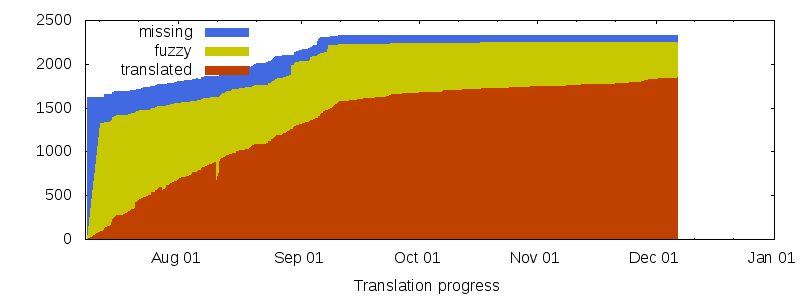 2500
2000
1500
1000
500
0
missing
fuzzy
translated
Aug 01 Sep 01 Oct 01 Nov 01 Dec 01 Jan 01
Translation progress